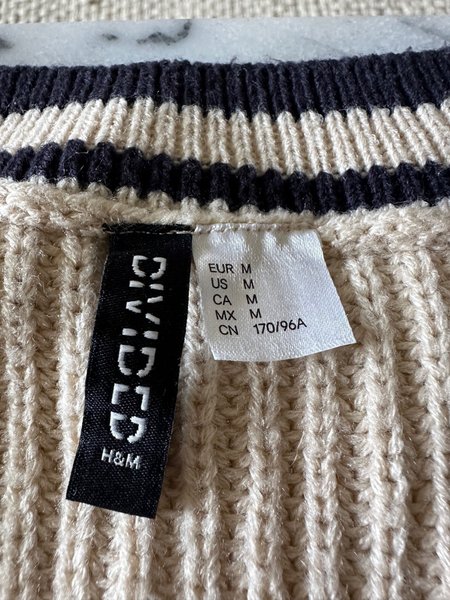 DIVIDED
H&M
EUR M
US M
CA M
MX M
CN 170/96A